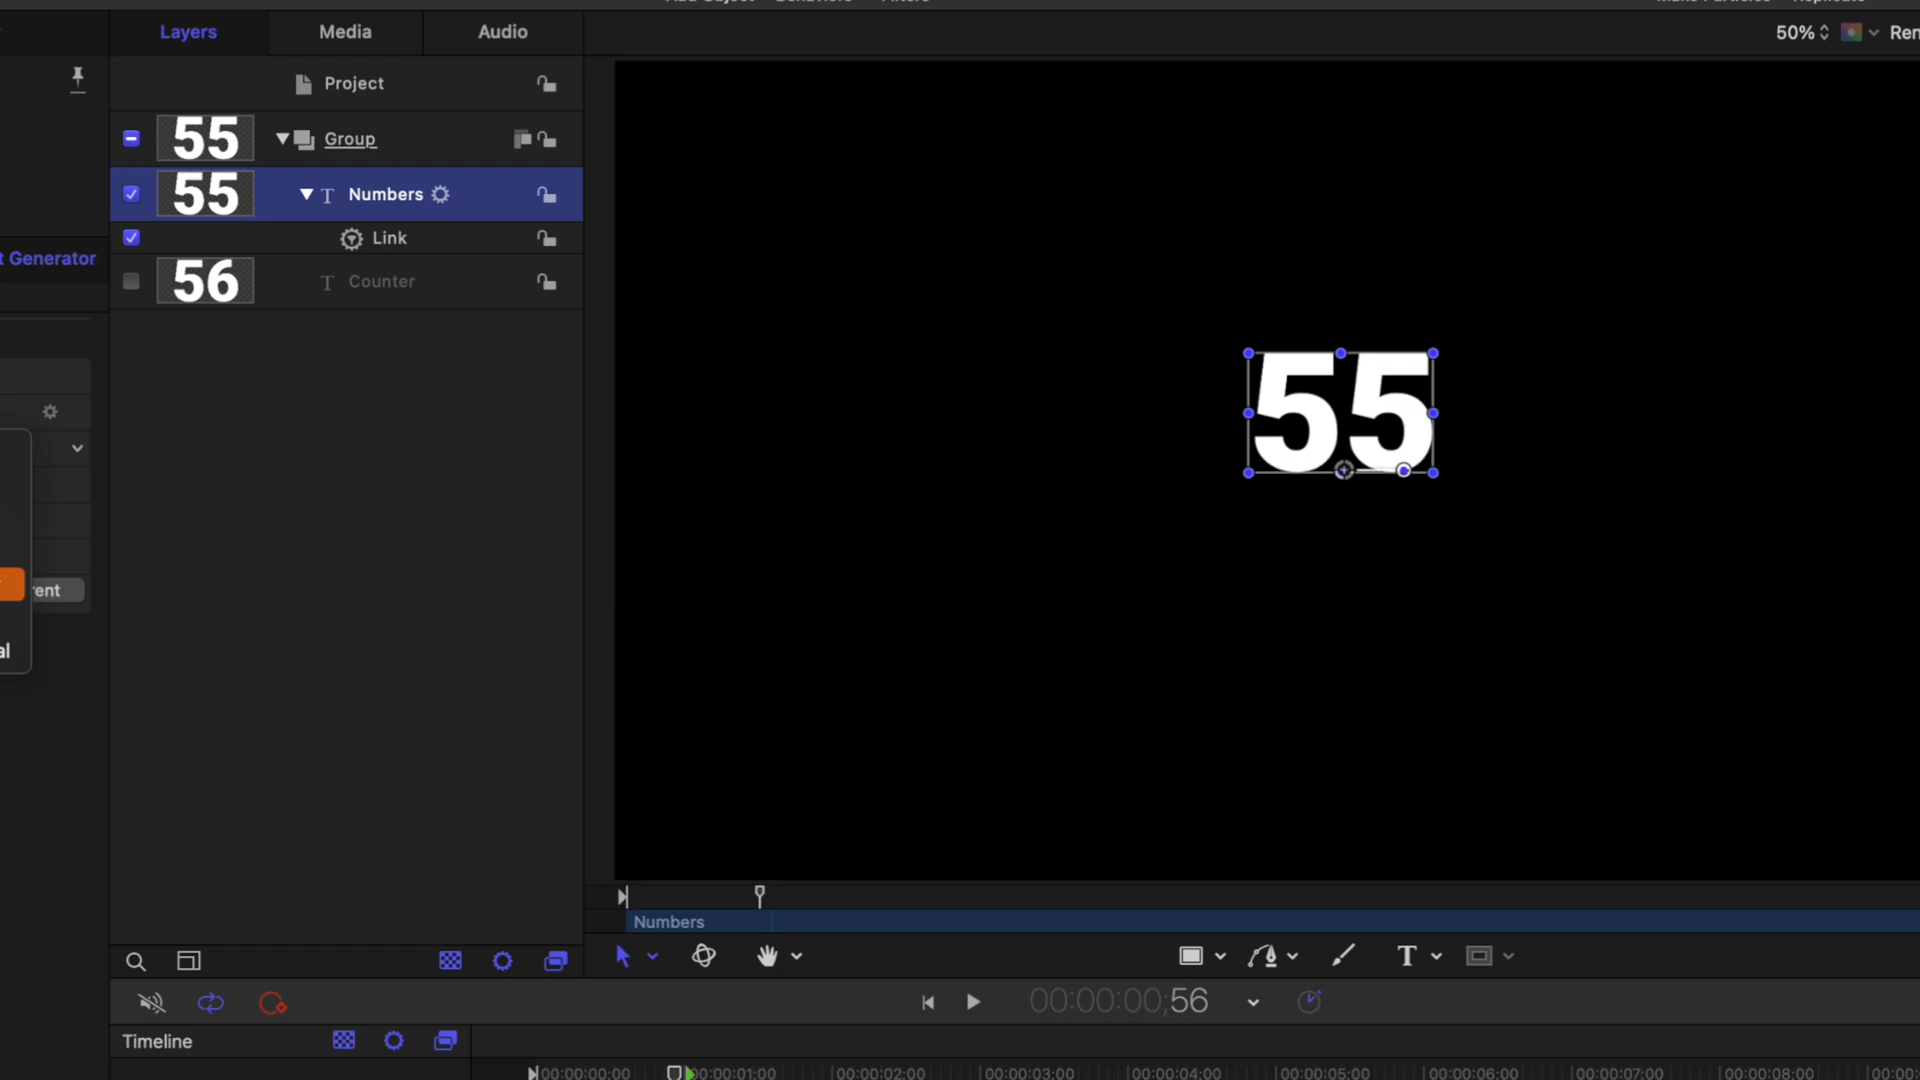 Layers Media Audio
50%
Project
55 Group
55 Numbers
Link
t Generator
56 Counter
55
rent
al
Numbers
T
00:00:00;56
Timeline
00:00:00;00 00:00:01;00 00:00:02;00 00:00:03;00 00:00:04;00 00:00:05;00 00:00:06;00 00:00:07;00 00:00:08;00